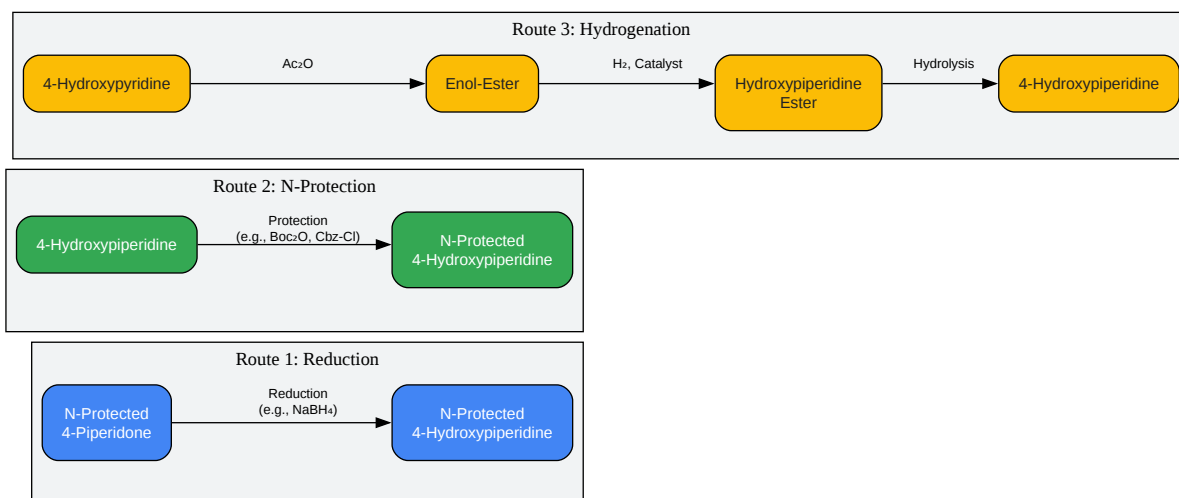 Route 3: Hydrogenation
4-Hydroxypyridine
Ac₂O
Enol-Ester
H₂, Catalyst
Hydroxypiperidine
Ester
Hydrolysis
4-Hydroxypiperidine
Route 2: N-Protection
4-Hydroxypiperidine
Protection
(e.g., Boc₂O, Cbz-Cl)
N-Protected
4-Hydroxypiperidine
Route 1: Reduction
N-Protected
4-Piperidone
Reduction
(e.g., NaBH₄)
N-Protected
4-Hydroxypiperidine